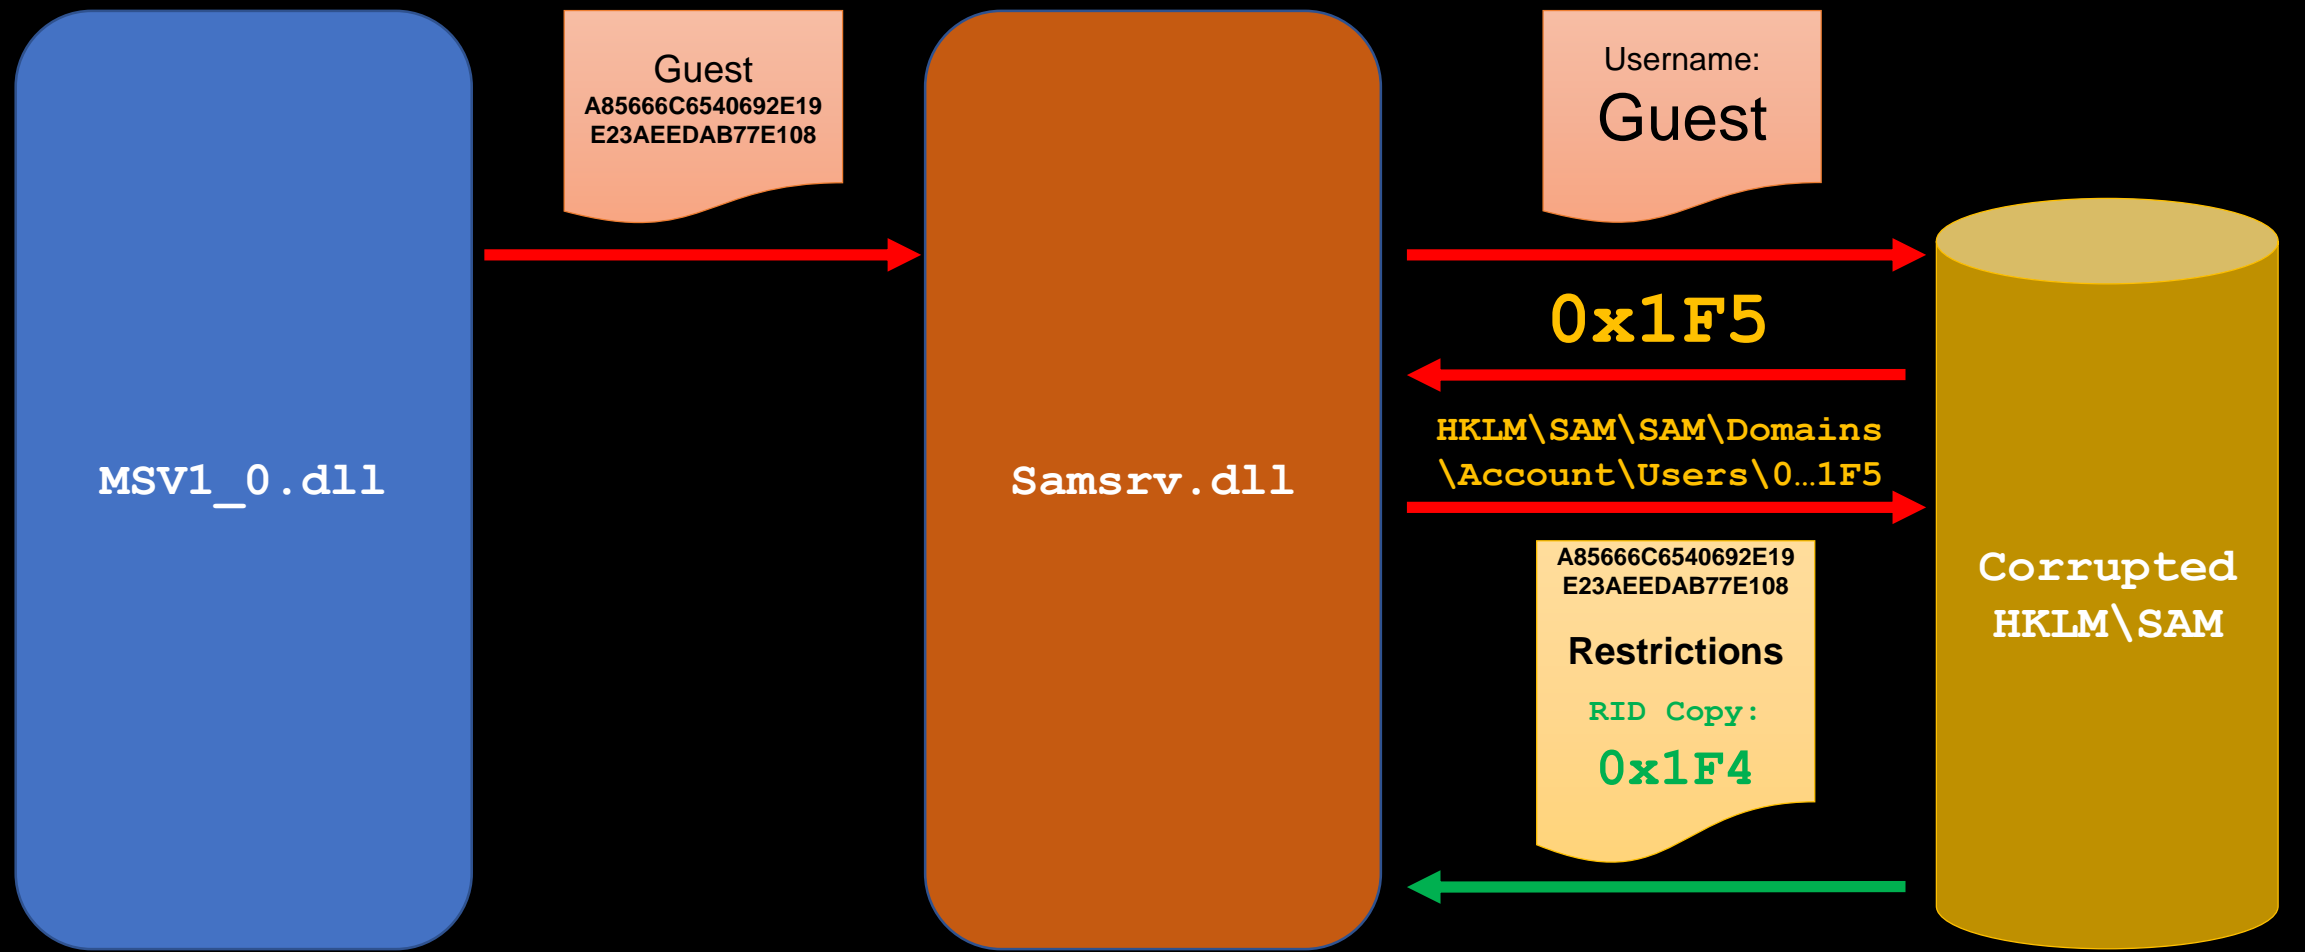 MSV1_0.dll
Guest
A85666C6540692E19
E23AEEDAB77E108
Samsrv.dll
Username:
Guest
0x1F5
HKLM\SAM\SAM\Domains
\Account\Users\0…1F5
A85666C6540692E19
E23AEEDAB77E108
Restrictions
RID Copy:
0x1F4
Corrupted
HKLM\SAM